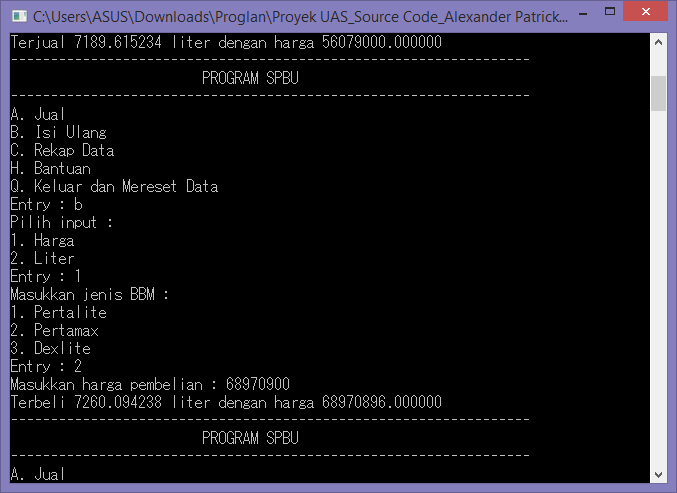 C:\Users\ASUS\Downloads\Proglan\Proyek UAS_Source Code_Alexander Patrick...
Terjual 7189.615234 liter dengan harga 56079000.000000
-----------------------------------------------------------------
PROGRAM SPBU
-----------------------------------------------------------------
A. Jual
B. Isi Ulang
C. Rekap Data
H. Bantuan
Q. Keluar dan Mereset Data
Entry : b
Pilih input :
1. Harga
2. Liter
Entry : 1
Masukkan jenis BBM :
1. Pertalite
2. Pertamax
3. Dexlite
Entry : 2
Masukkan harga pembelian : 68970900
Terbeli 7260.094238 liter dengan harga 68970896.000000
-----------------------------------------------------------------
PROGRAM SPBU
-----------------------------------------------------------------
A. Jual